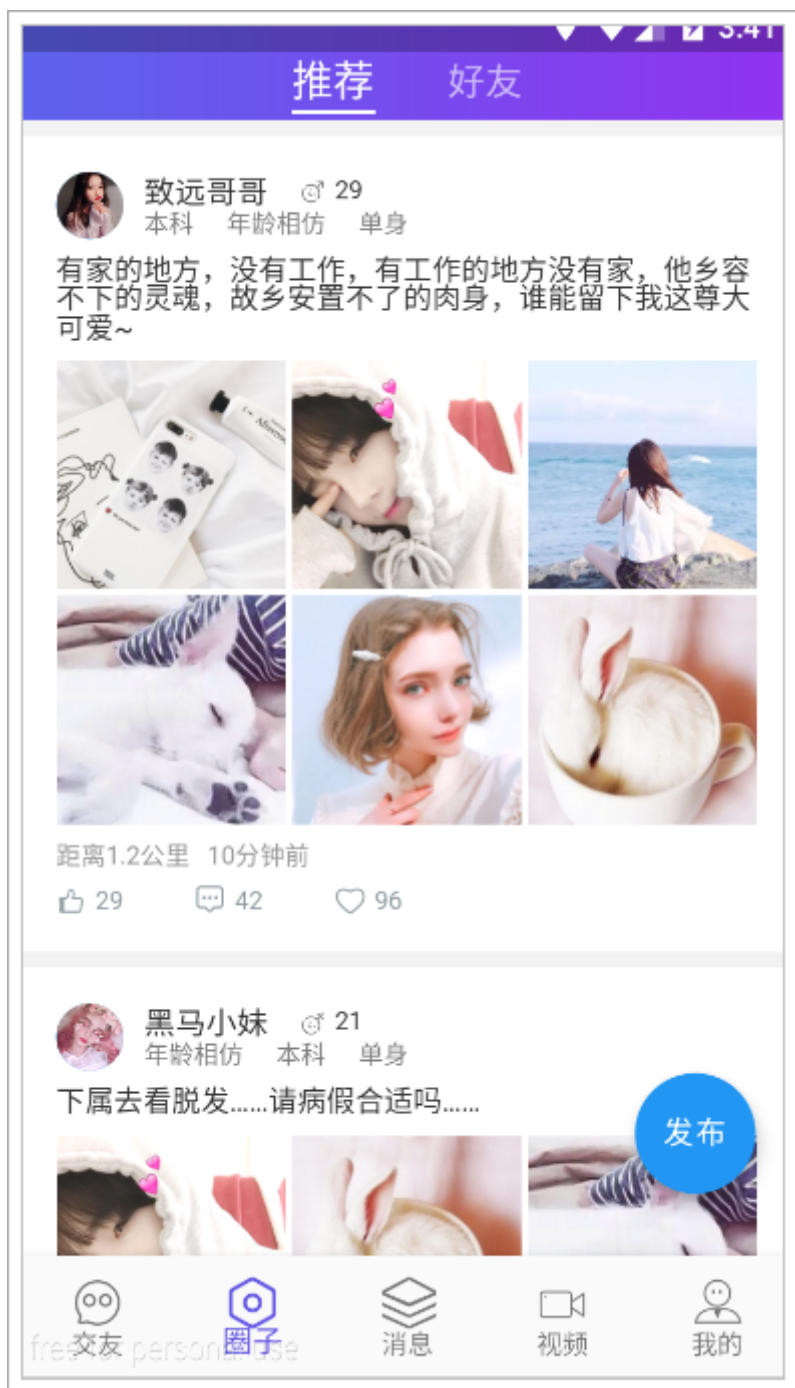 3:41
推荐 好友
致远哥哥 29
本科 年龄相仿 单身
有家的地方，没有工作，有工作的地方没有家，他乡容
不下的灵魂，故乡安置不了的肉身，谁能留下我这尊大
可爱~
距离1.2公里 10分钟前
29 42 96
黑马小妹 21
年龄相仿 本科 单身
下属去看脱发……请病假合适吗……
发布
交友 圈子 消息 视频 我的
free for personal use